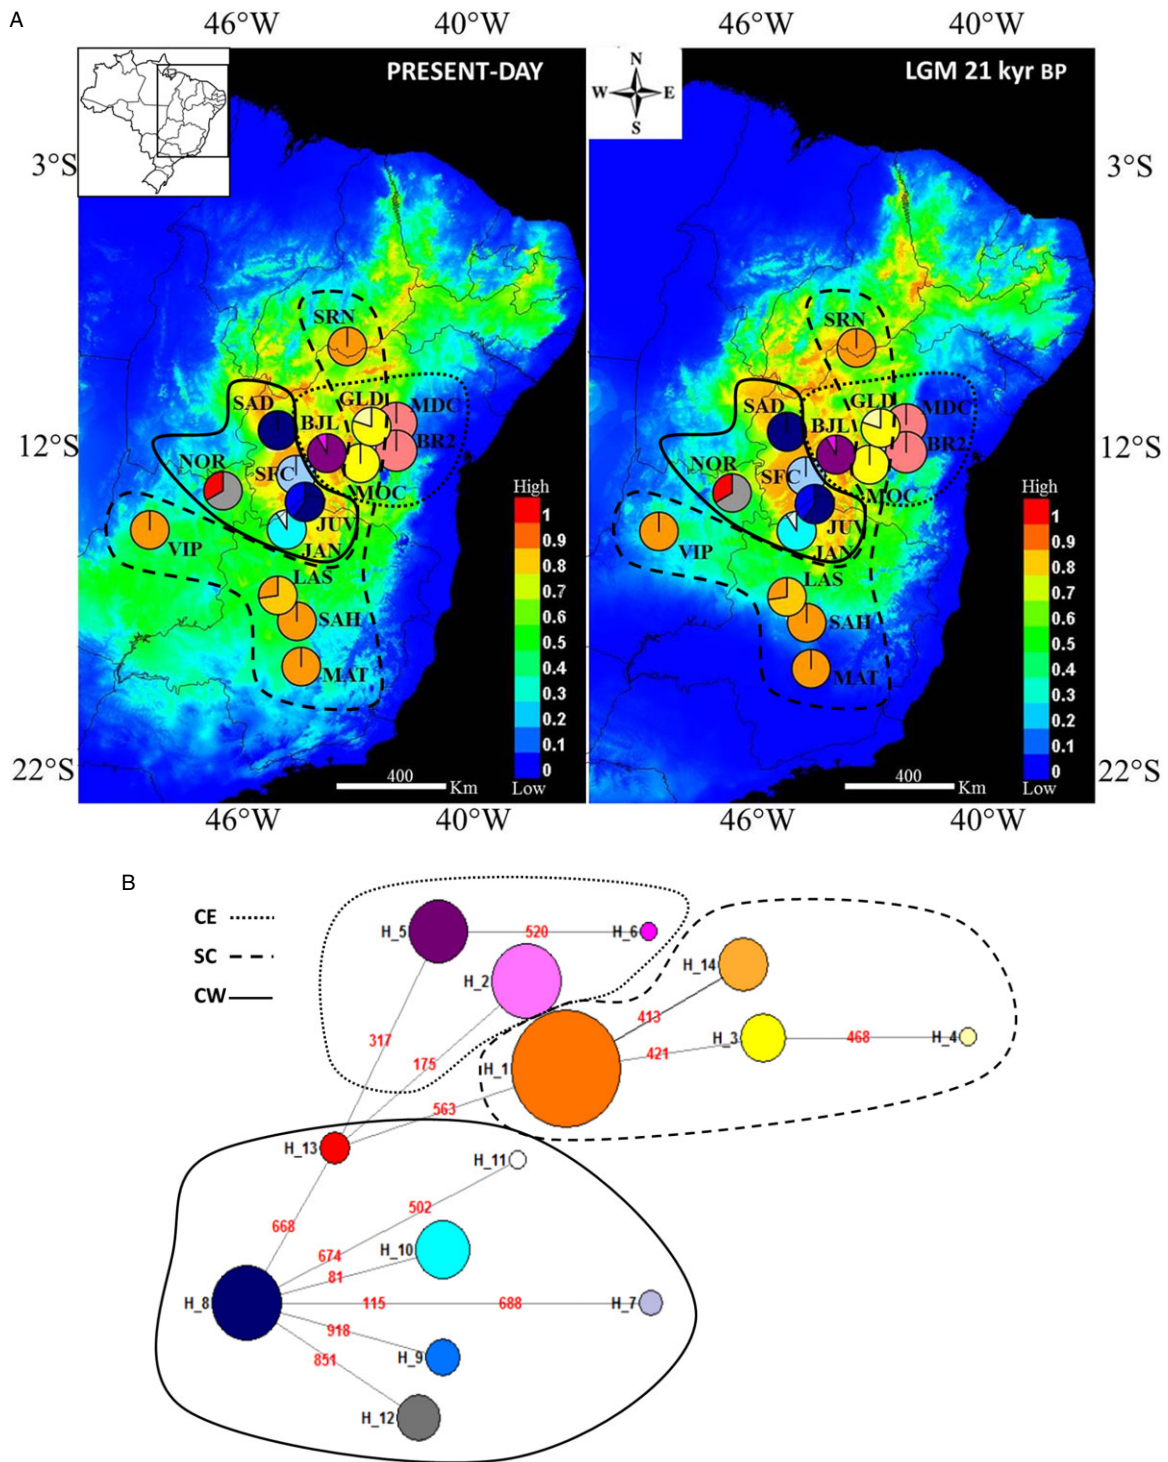 A
46°W 40°W 46°W 40°W
PRESENT-DAY
LGM 21 kyr BP
N
W E
S
3°S
3°S
SRN
SAD
GLD
MDC
BJL
BR2
12°S
NOR
SFC
MOC
JUV
VIP
JAN
LAS
SAH
MAT
High
1
0.9
0.8
0.7
0.6
0.5
0.4
0.3
0.2
0.1
0
Low
400
Km
22°S
SRN
SAD
GLD
MDC
BJL
BR2
12°S
NOR
SFC
MOC
JUV
VIP
JAN
LAS
SAH
MAT
High
1
0.9
0.8
0.7
0.6
0.5
0.4
0.3
0.2
0.1
0
Low
400
Km
22°S
46°W 40°W 46°W 40°W
B
CE
SC
CW
H_5
520
H_6
H_2
H_14
413
317
175
H_1
421
H_3
468
H_4
563
H_13
H_11
668
502
674
H_10
81
H_8
115
688
H_7
918
H_9
851
H_12